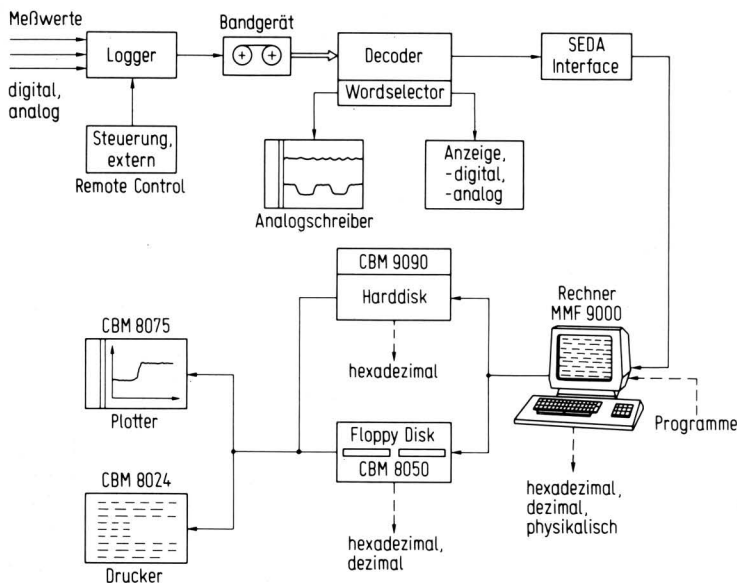 Meßwerte
digital,
analog
Logger
Steuerung,
extern
Remote Control
Bandgerät
Decoder
Wordselector
Analogschreiber
Anzeige,
-digital,
-analog
SEDA
Interface
CBM 9090
Harddisk
hexadezimal
Rechner
MMF 9000
Programme
hexadezimal,
dezimal,
physikalisch
CBM 8075
Plotter
Floppy Disk
CBM 8050
hexadezimal,
dezimal
CBM 8024
Drucker